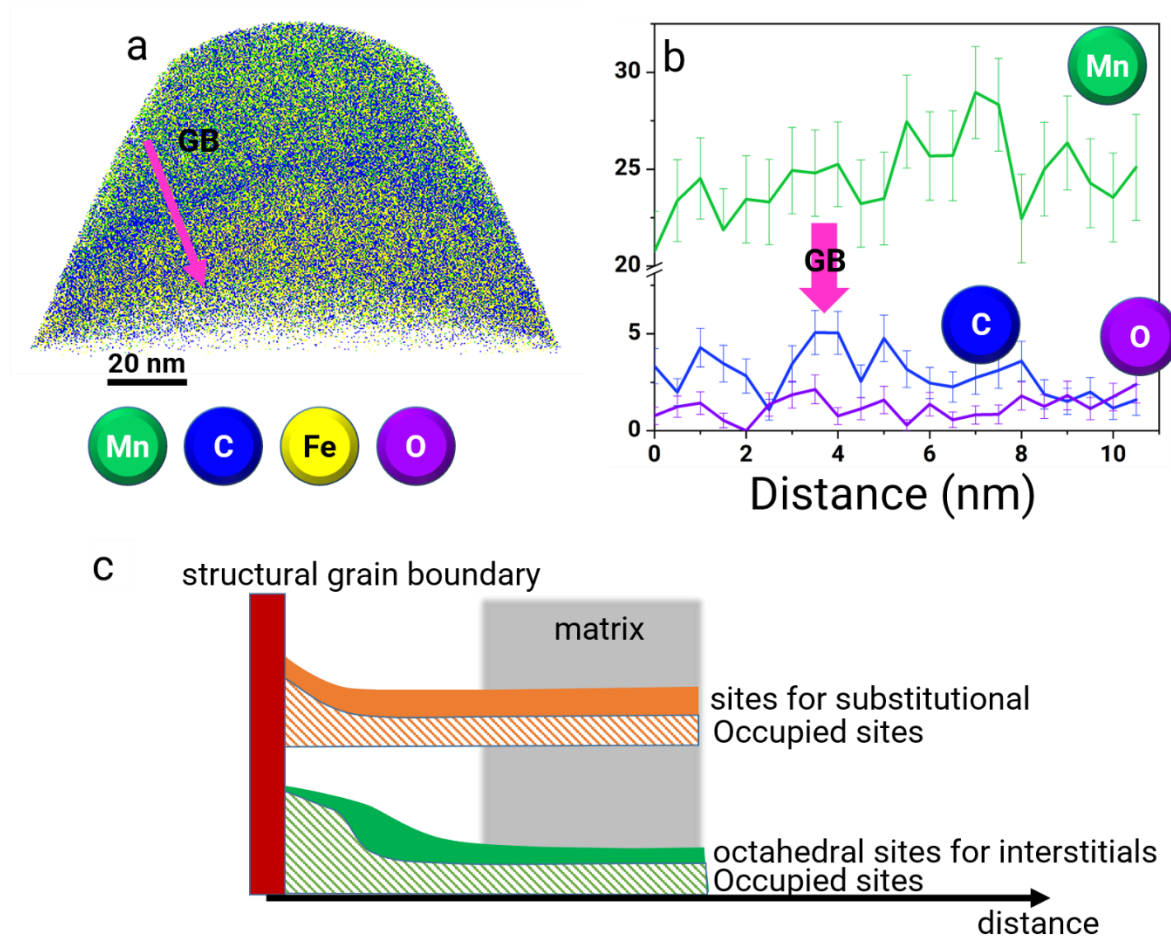 a
GB
20 nm
Mn C Fe O
b
Mn
30
25
20
GB
C
O
5
0
0 2 4 6 8 10
Distance (nm)
c
structural grain boundary
matrix
sites for substitutional
Occupied sites
octahedral sites for interstitials
Occupied sites
distance